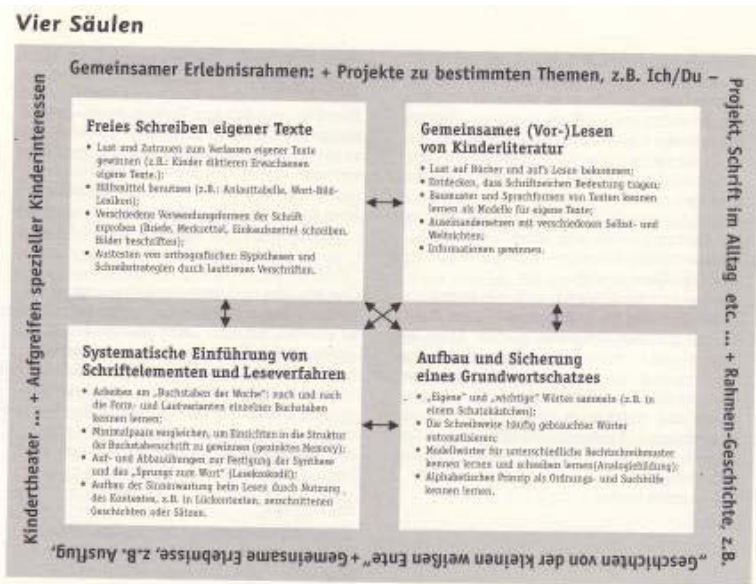 Vier Säulen
Gemeinsamer Erlebnisrahmen: + Projekte zu bestimmten Themen, z.B. Ich/Du –
Projekt, Schrift im Alltag etc. ... + Rahmen-Geschichte, z.B.
„Geschichten von der kleinen weißen Ente" + Gemeinsame Erlebnisse, z.B. Ausflug,
Kindertheater ... + Aufgreifen spezieller Kinderinteressen
Freies Schreiben eigener Texte
• Lust und Zutrauen zum Verfassen eigener Texte
gewinnen (z.B.: Kinder diktieren Erwachsenen
eigene Texte.);
• Hilfsmittel benutzen (z.B.: Anlauttabelle, Wort-Bild-
Lexikon);
• Verschiedene Verwendungsformen der Schrift
erproben (Briefe, Merkzettel, Einkaufszettel schreiben,
Bilder beschriften);
• Austesten von orthografischen Hypothesen und
Schreibstrategien durch lauttreues Verschriften.
Gemeinsames (Vor-)Lesen
von Kinderliteratur
• Lust auf Bücher und auf's Lesen bekommen;
• Entdecken, dass Schriftzeichen Bedeutung tragen;
• Baumuster und Sprachformen von Texten kennen
lernen als Modelle für eigene Texte;
• Auseinandersetzen mit verschiedenen Selbst- und
Weltsichten;
• Informationen gewinnen.
Systematische Einführung von
Schriftelementen und Leseverfahren
• Arbeiten am „Buchstaben der Woche": nach und nach
die Form- und Lautvarianten einzelner Buchstaben
kennen lernen;
• Minimalpaare vergleichen, um Einsichten in die Struktur
der Buchstabenschrift zu gewinnen (gezinktes Memory);
• Auf- und Abbauübungen zur Festigung der Synthese
und des „Sprungs zum Wort" (Lesekrokodil);
• Aufbau der Sinnerwartung beim Lesen durch Nutzung
des Kontextes, z.B. in Lückentexten, zerschnittenen
Geschichten oder Sätzen.
Aufbau und Sicherung
eines Grundwortschatzes
• „Eigene" und „wichtige" Wörter sammeln (z.B. in
einem Schatzkästchen);
• Die Schreibweise häufig gebrauchter Wörter
automatisieren;
• Modellwörter für unterschiedliche Rechtschreibmuster
kennen lernen und schreiben lernen(Analogiebildung);
• Alphabetisches Prinzip als Ordnungs- und Suchhilfe
kennen lernen.